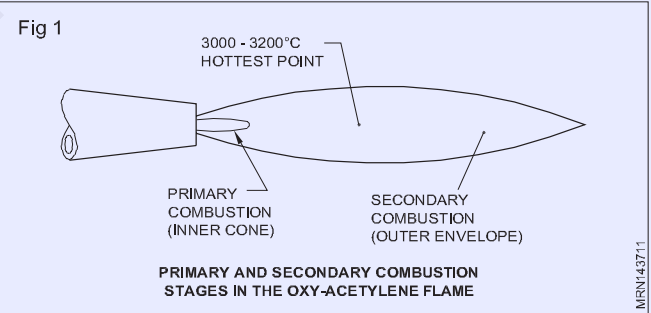 Fig 1
3000 - 3200°C
HOTTEST POINT
PRIMARY
COMBUSTION
(INNER CONE)
SECONDARY
COMBUSTION
(OUTER ENVELOPE)
PRIMARY AND SECONDARY COMBUSTION
STAGES IN THE OXY-ACETYLENE FLAME
MRN143711